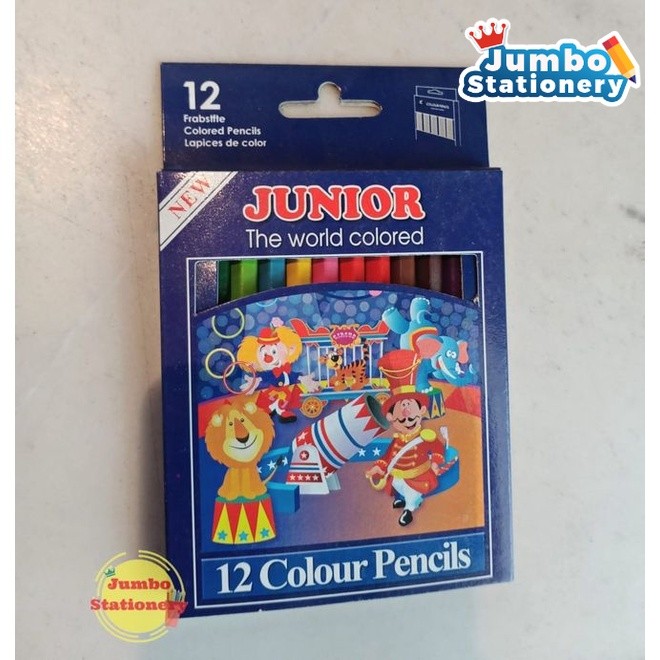 Jumbo
Stationery
12
Frabstifte
Colored Pencils
Lapices de color
NEW
JUNIOR
The world colored
CIRCUS
12 Colour Pencils
Jumbo
Stationery